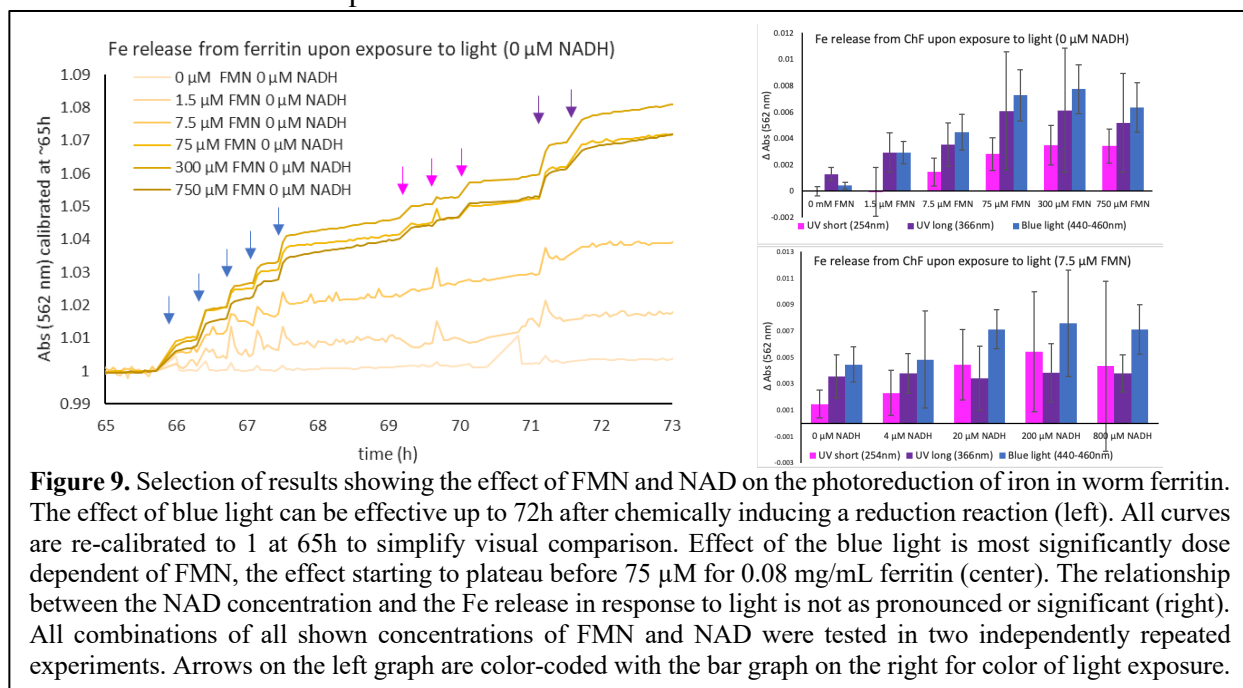 Fe release from ferritin upon exposure to light (0 µM NADH)
1.09
1.08
1.07
1.06
1.05
1.04
1.03
1.02
1.01
1
0.99
Abs (562 nm) calibrated at ~65h
0 µM FMN 0 µM NADH
1.5 µM FMN 0 µM NADH
7.5 µM FMN 0 µM NADH
75 µM FMN 0 µM NADH
300 µM FMN 0 µM NADH
750 µM FMN 0 µM NADH
65 66 67 68 69 70 71 72 73
time (h)
Fe release from ChF upon exposure to light (0 µM NADH)
0.012
0.01
0.008
0.006
0.004
0.002
0
-0.002
Δ Abs (562 nm)
0 mM FMN 1.5 µM FMN 7.5 µM FMN 75 µM FMN 300 µM FMN 750 µM FMN
UV short (254nm) UV long (366nm) Blue light (440-460nm)
Fe release from ChF upon exposure to light (7.5 µM FMN)
0.013
0.011
0.009
0.007
0.005
0.003
0.001
-0.001
-0.003
Δ Abs (562 nm)
0 µM NADH 4 µM NADH 20 µM NADH 200 µM NADH 800 µM NADH
UV short (254nm) UV long (366nm) Blue light (440-460nm)
Figure 9. Selection of results showing the effect of FMN and NAD on the photoreduction of iron in worm ferritin.
The effect of blue light can be effective up to 72h after chemically inducing a reduction reaction (left). All curves
are re-calibrated to 1 at 65h to simplify visual comparison. Effect of the blue light is most significantly dose
dependent of FMN, the effect starting to plateau before 75 µM for 0.08 mg/mL ferritin (center). The relationship
between the NAD concentration and the Fe release in response to light is not as pronounced or significant (right).
All combinations of all shown concentrations of FMN and NAD were tested in two independently repeated
experiments. Arrows on the left graph are color-coded with the bar graph on the right for color of light exposure.